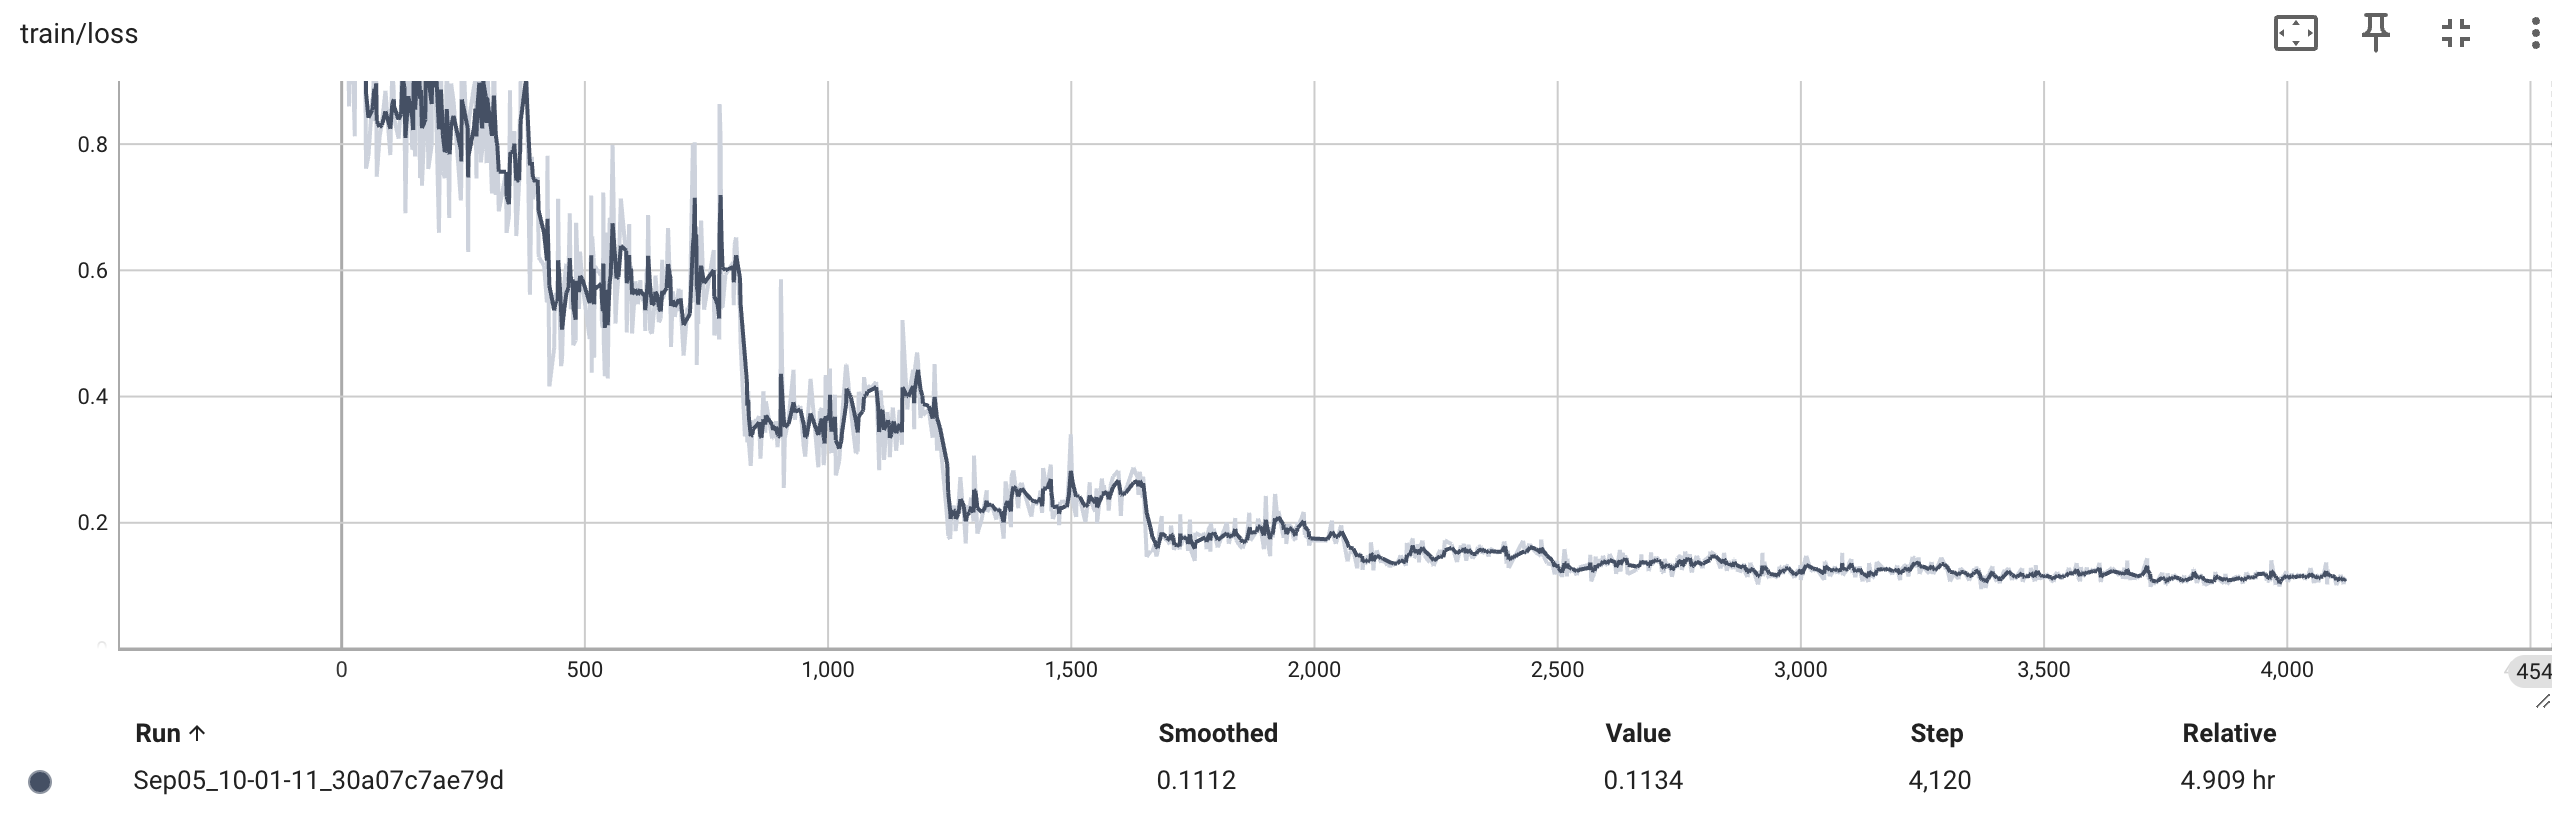 train/loss
0.8
0.6
0.4
0.2
0
0 500 1,000 1,500 2,000 2,500 3,000 3,500 4,000 454
Run ↑ Smoothed Value Step Relative
Sep05_10-01-11_30a07c7ae79d 0.1112 0.1134 4,120 4.909 hr